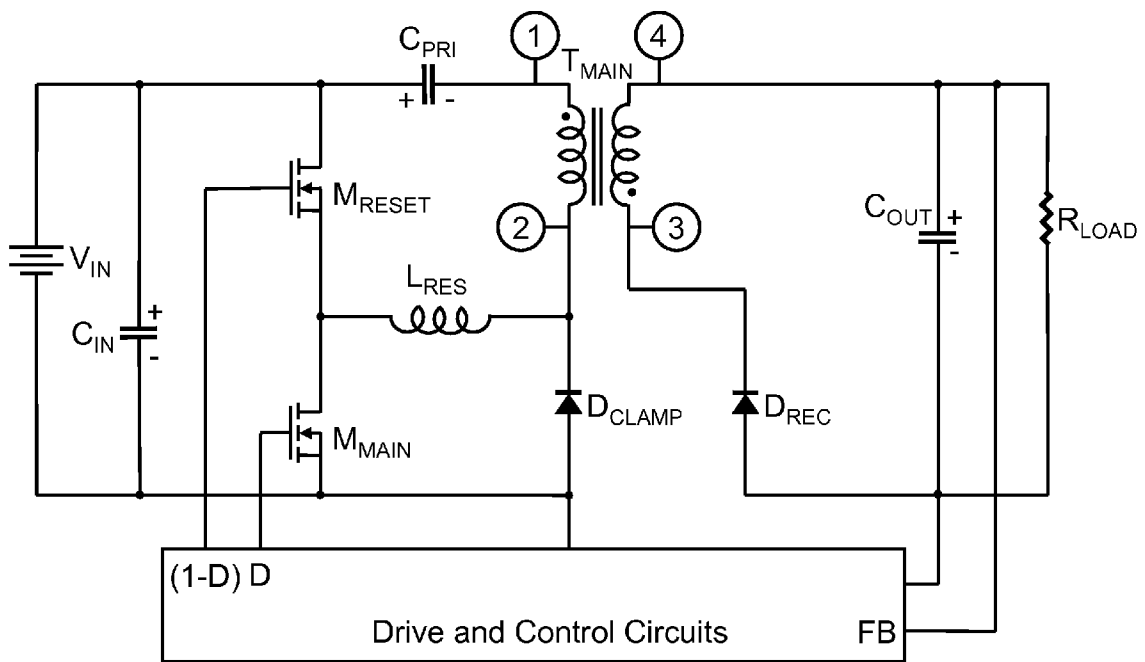 1
4
C_PRI
T_MAIN
+ -
M_RESET
2
3
C_OUT
+
-
R_LOAD
V_IN
L_RES
C_IN
+
-
D_CLAMP
D_REC
M_MAIN
(1-D) D
Drive and Control Circuits
FB